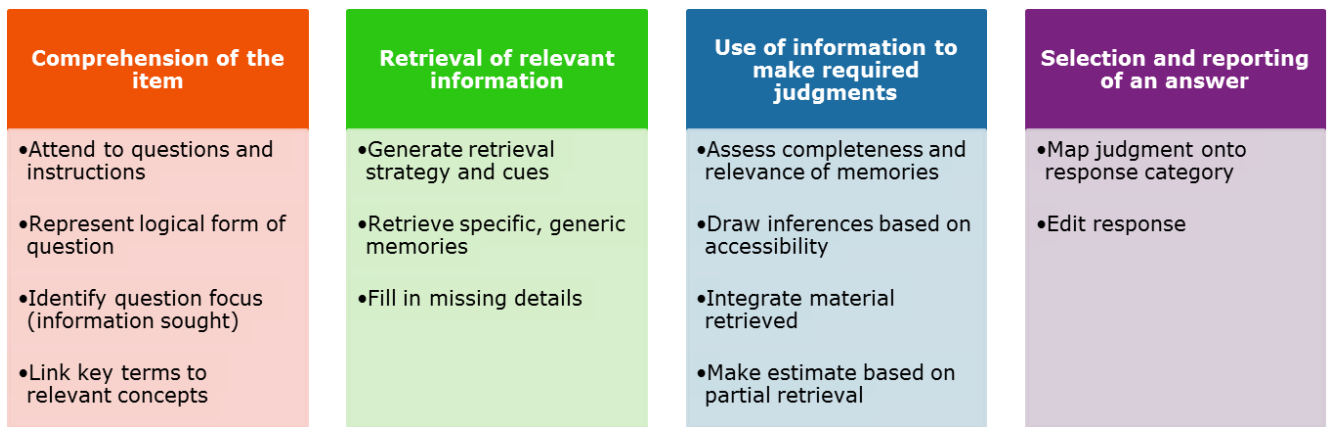 Comprehension of the
item
•Attend to questions and
instructions
•Represent logical form of
question
•Identify question focus
(information sought)
•Link key terms to
relevant concepts
Retrieval of relevant
information
•Generate retrieval
strategy and cues
•Retrieve specific, generic
memories
•Fill in missing details
Use of information to
make required
judgments
•Assess completeness and
relevance of memories
•Draw inferences based on
accessibility
•Integrate material
retrieved
•Make estimate based on
partial retrieval
Selection and reporting
of an answer
•Map judgment onto
response category
•Edit response